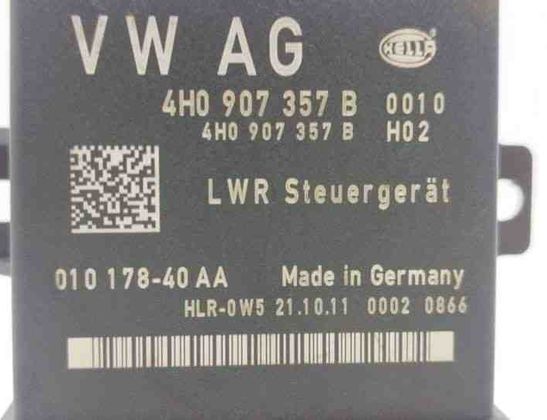 VW AG HELLA
4H0 907 357 B 0010
4H0 907 357 B H02
LWR Steuergerät
010 178-40 AA Made in Germany
HLR-0W5 21.10.11 0002 0866